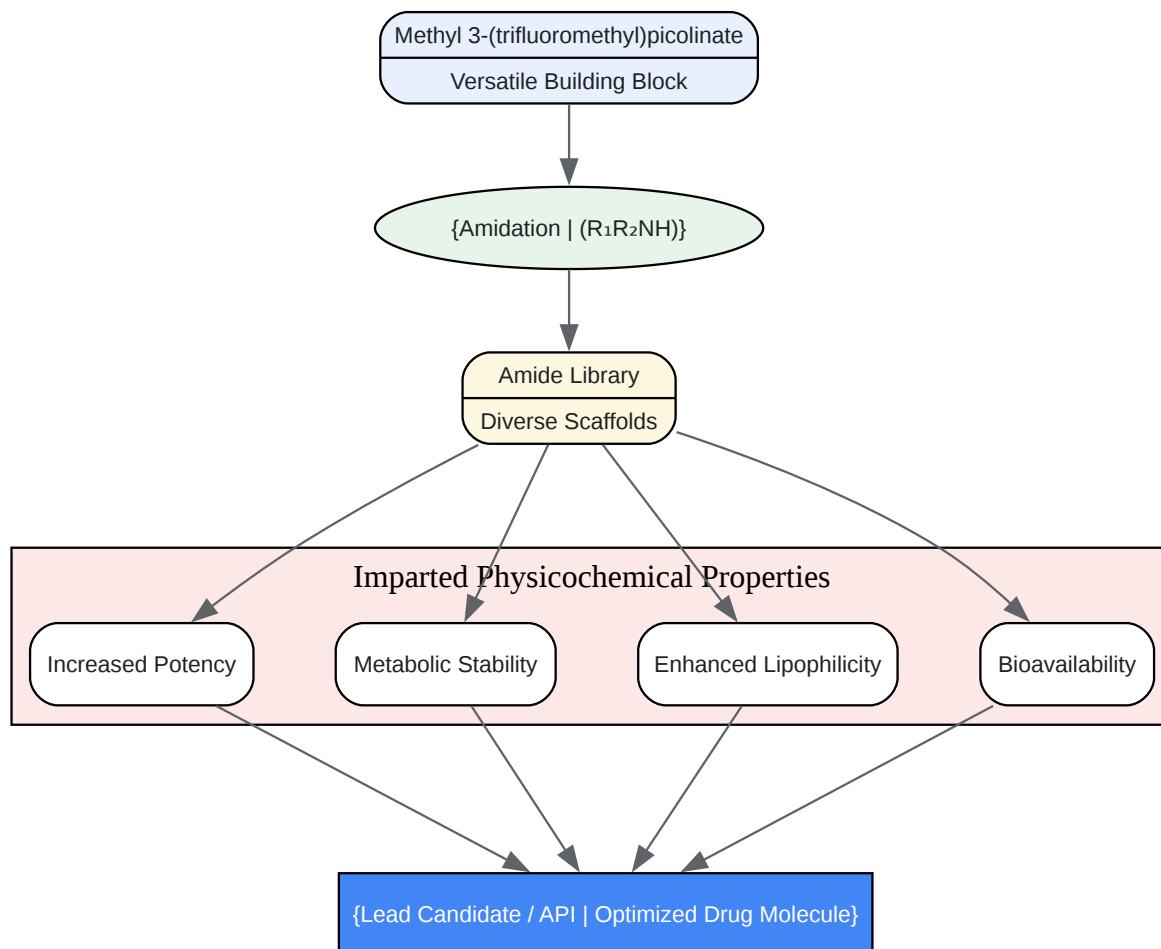 Methyl 3-(trifluoromethyl)picolinate
Versatile Building Block
{Amidation | (R₁R₂NH)}
Amide Library
Diverse Scaffolds
Imparted Physicochemical Properties
Increased Potency
Metabolic Stability
Enhanced Lipophilicity
Bioavailability
{Lead Candidate / API | Optimized Drug Molecule}